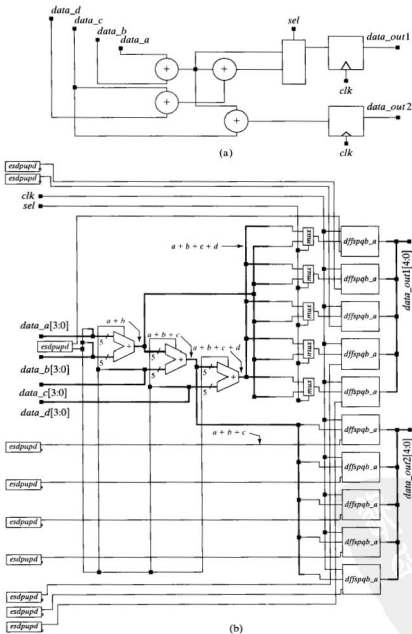 data_d
data_c
data_b
data_a
sel
data_out1
+
+
+
clk
data_out2
+
clk
(a)
esdpupd
esdpupd
clk
sel
a + b + c + d
mux
dffspqb_a
mux
dffspqb_a
mux
dffspqb_a
mux
dffspqb_a
mux
dffspqb_a
data_out1[4:0]
a + b
a + b + c
a + b + c + d
data_a[3:0]
esdpupd
5
5
+
5
5
+
5
5
+
data_b[3:0]
data_c[3:0]
data_d[3:0]
a + b + c
esdpupd
esdpupd
esdpupd
esdpupd
esdpupd
esdpupd
esdpupd
dffspqb_a
dffspqb_a
dffspqb_a
dffspqb_a
dffspqb_a
data_out2[4:0]
(b)